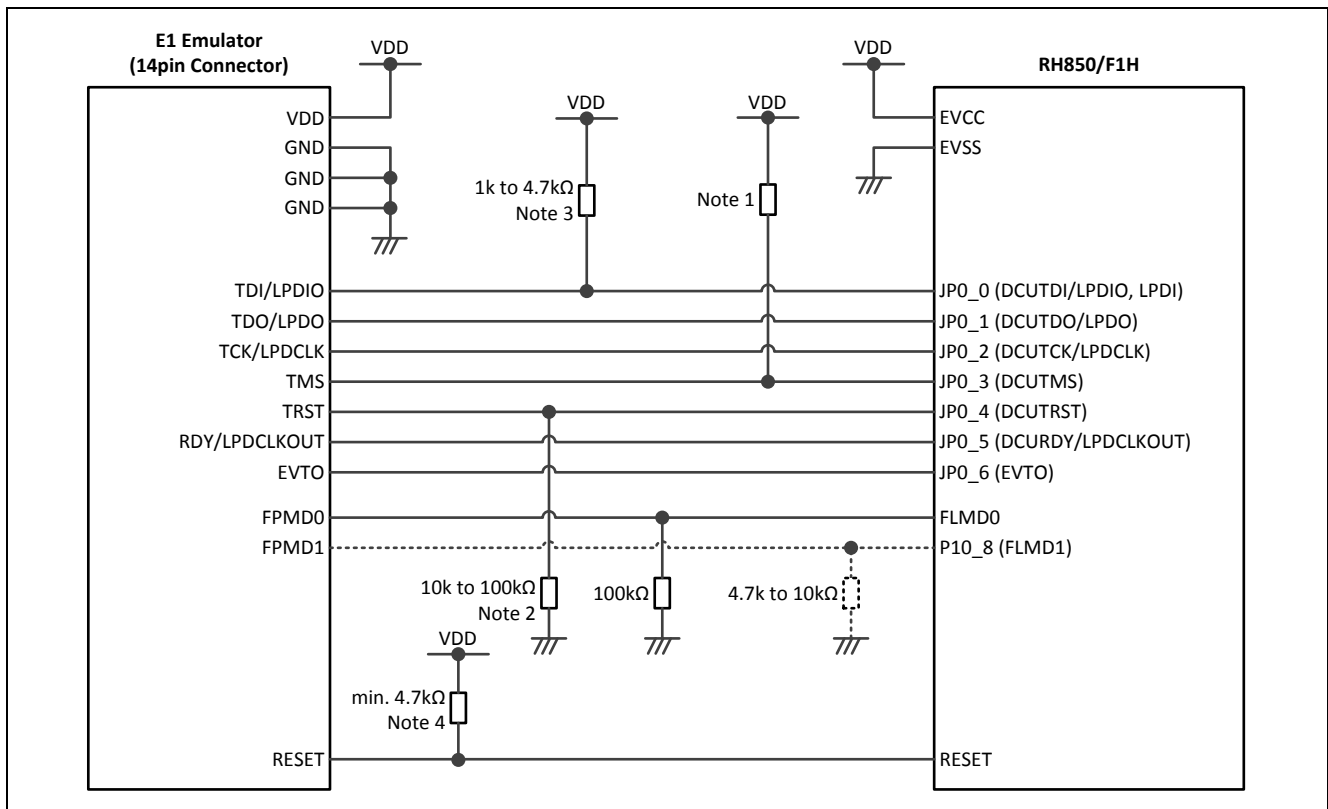 E1 Emulator
(14pin Connector)
VDD
VDD
RH850/F1H
VDD
VDD
VDD
GND
GND
GND
EVCC
EVSS
1k to 4.7kΩ
Note 3
Note 1
TDI/LPDIO
JP0_0 (DCUTDI/LPDIO, LPDI)
TDO/LPDO
JP0_1 (DCUTDO/LPDO)
TCK/LPDCLK
JP0_2 (DCUTCK/LPDCLK)
TMS
JP0_3 (DCUTMS)
TRST
JP0_4 (DCUTRST)
RDY/LPDCLKOUT
JP0_5 (DCURDY/LPDCLKOUT)
EVTO
JP0_6 (EVTO)
FPMD0
FLMD0
FPMD1
P10_8 (FLMD1)
10k to 100kΩ
Note 2
100kΩ
4.7k to 10kΩ
VDD
min. 4.7kΩ
Note 4
RESET
RESET